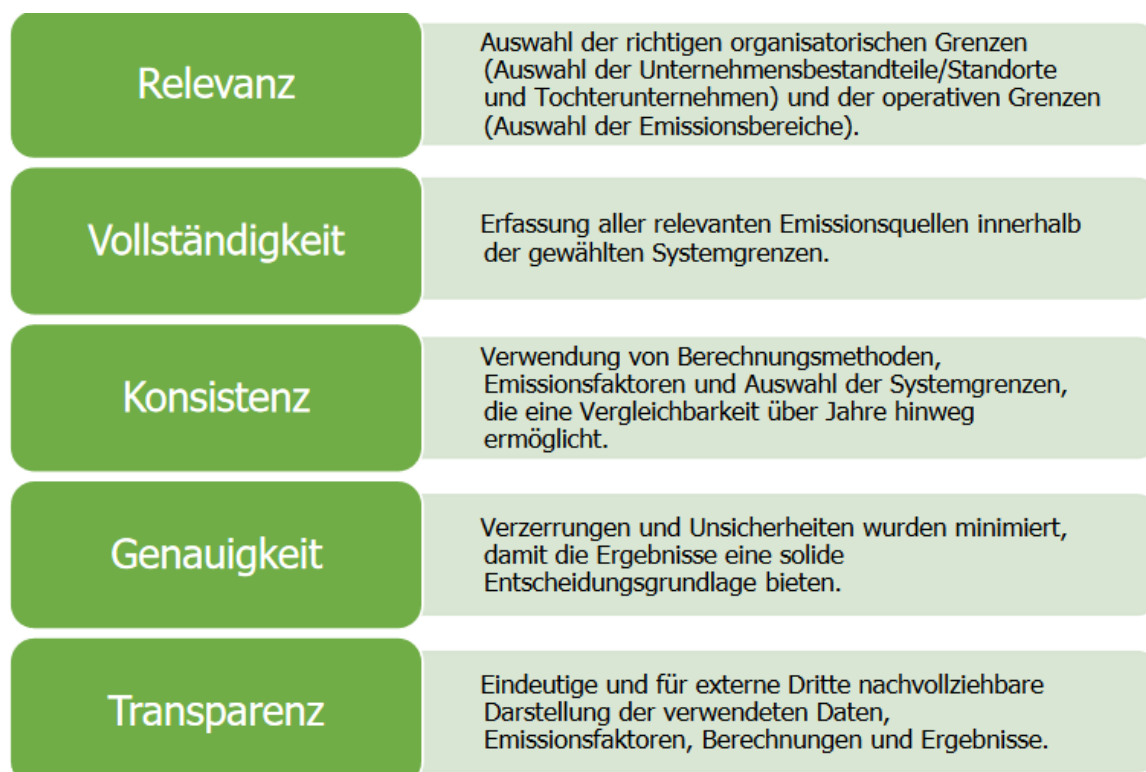 Relevanz
Auswahl der richtigen organisatorischen Grenzen
(Auswahl der Unternehmensbestandteile/Standorte
und Tochterunternehmen) und der operativen Grenzen
(Auswahl der Emissionsbereiche).
Vollständigkeit
Erfassung aller relevanten Emissionsquellen innerhalb
der gewählten Systemgrenzen.
Konsistenz
Verwendung von Berechnungsmethoden,
Emissionsfaktoren und Auswahl der Systemgrenzen,
die eine Vergleichbarkeit über Jahre hinweg
ermöglicht.
Genauigkeit
Verzerrungen und Unsicherheiten wurden minimiert,
damit die Ergebnisse eine solide
Entscheidungsgrundlage bieten.
Transparenz
Eindeutige und für externe Dritte nachvollziehbare
Darstellung der verwendeten Daten,
Emissionsfaktoren, Berechnungen und Ergebnisse.